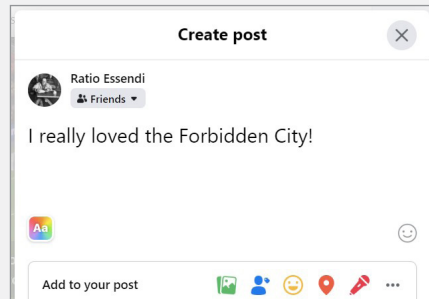 Create post
Ratio Essendi
Friends
I really loved the Forbidden City!
Aa
Add to your post